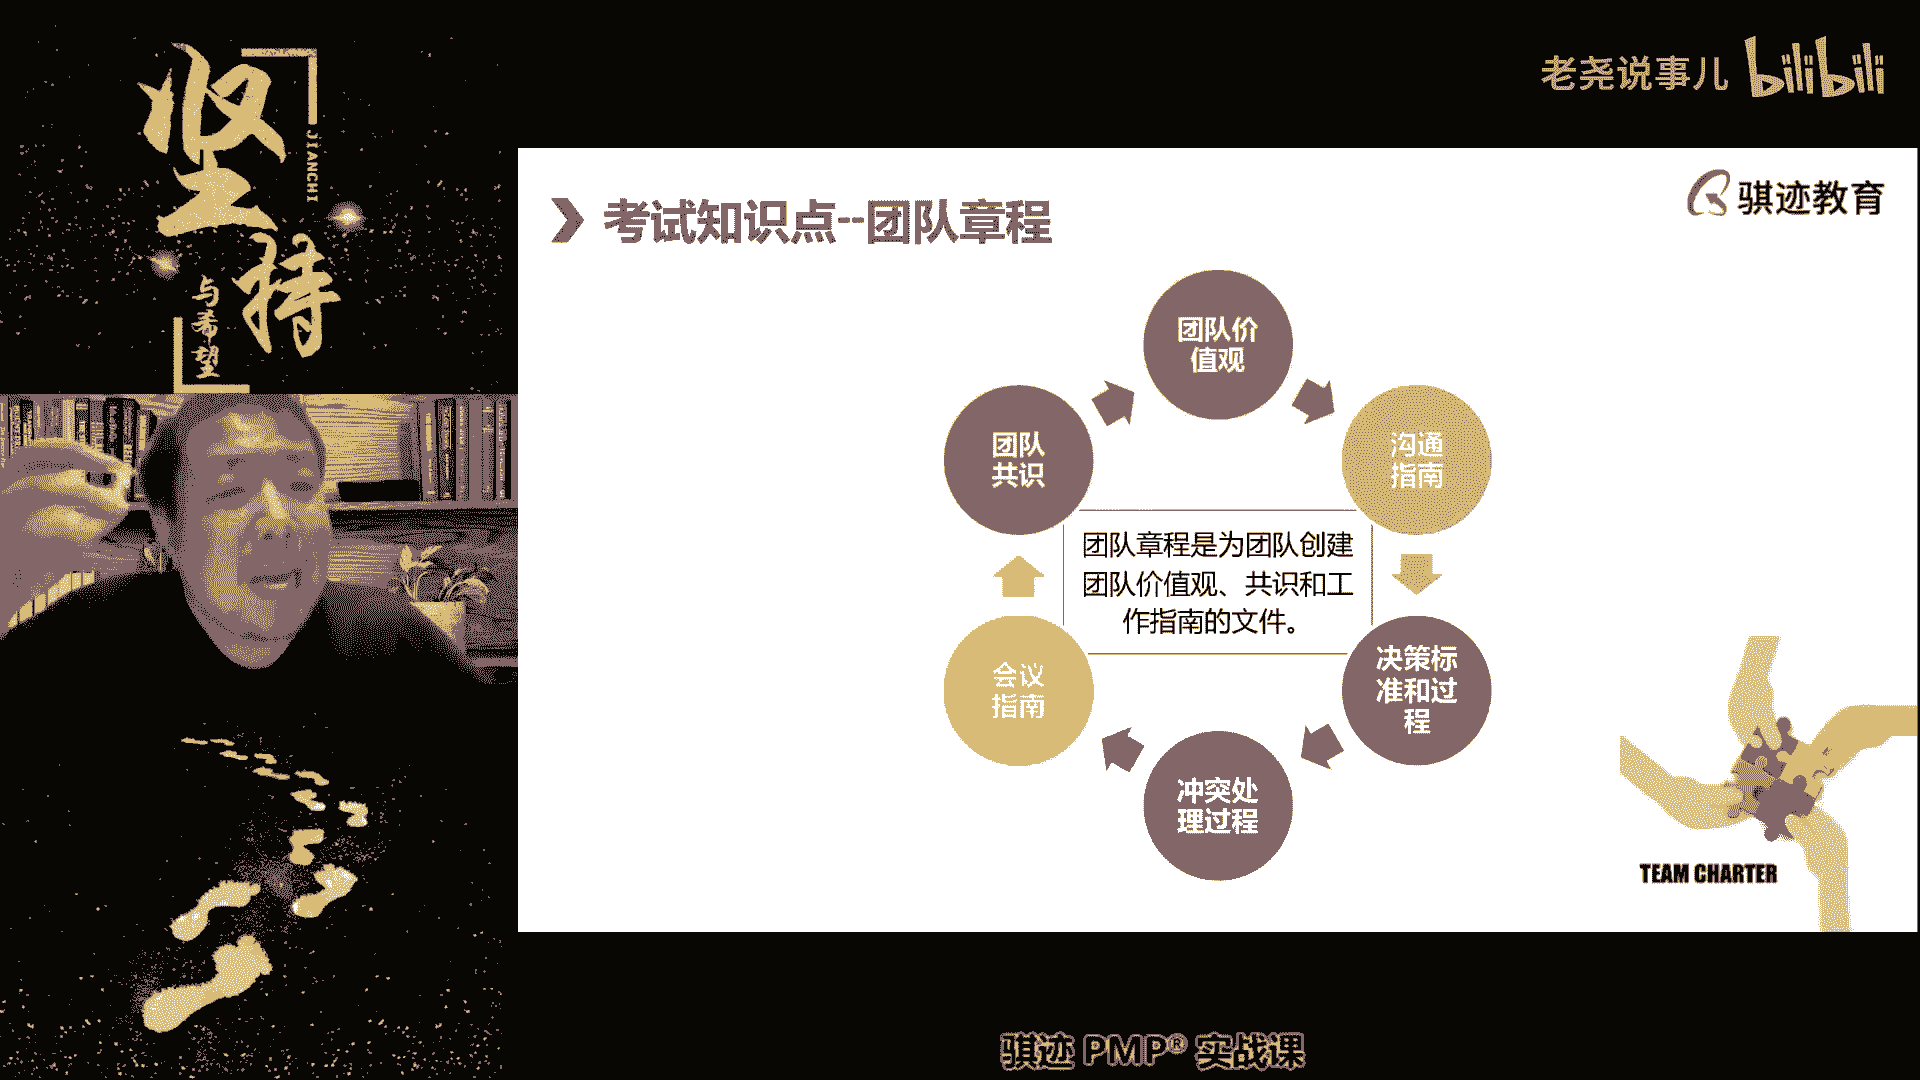 坚持
JIANCHI
与希望
老尧说事儿 bilibili
骐迹教育
考试知识点--团队章程
团队价
值观
沟通
指南
决策标
准和过
程
冲突处
理过程
会议
指南
团队
共识
团队章程是为团队创建
团队价值观、共识和工
作指南的文件。
TEAM CHARTER
骐迹 PMP® 实战课